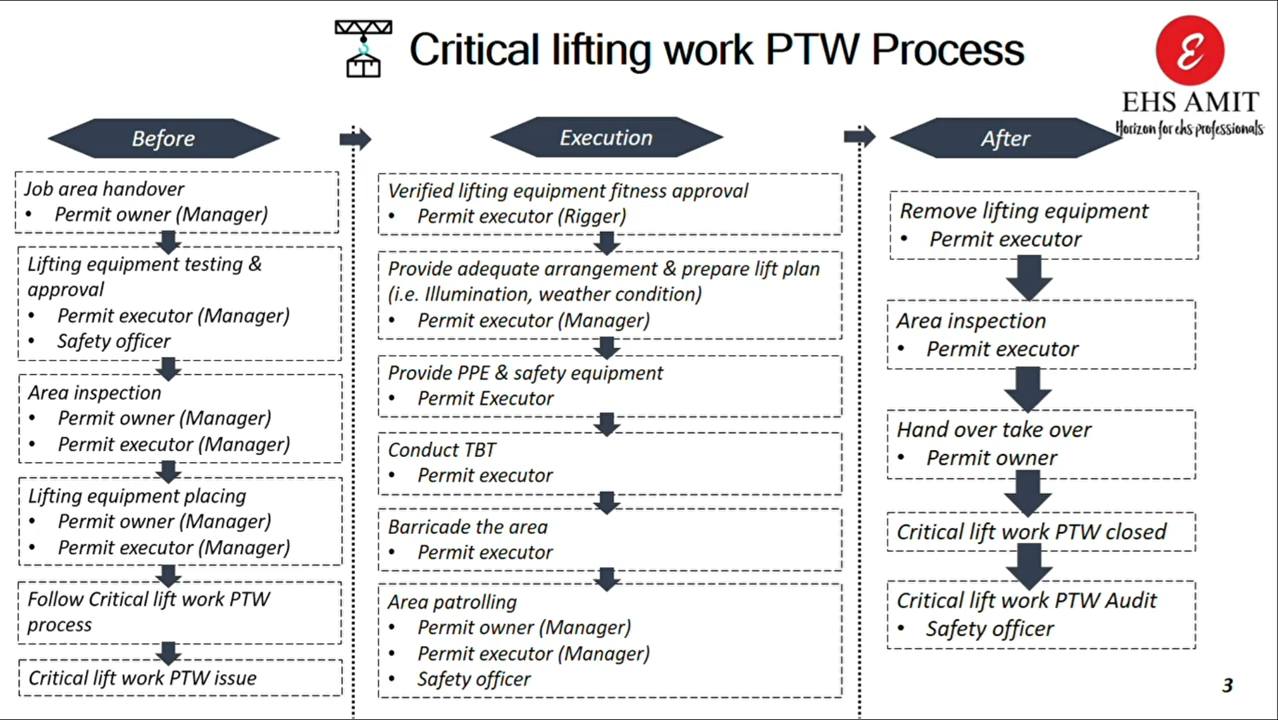 Critical lifting work PTW Process
E
EHS AMIT
Horizon for ehs professionals
Before
Job area handover
• Permit owner (Manager)
Lifting equipment testing &
approval
• Permit executor (Manager)
• Safety officer
Area inspection
• Permit owner (Manager)
• Permit executor (Manager)
Lifting equipment placing
• Permit owner (Manager)
• Permit executor (Manager)
Follow Critical lift work PTW
process
Critical lift work PTW issue
Execution
Verified lifting equipment fitness approval
• Permit executor (Rigger)
Provide adequate arrangement & prepare lift plan
(i.e. Illumination, weather condition)
• Permit executor (Manager)
Provide PPE & safety equipment
• Permit Executor
Conduct TBT
• Permit executor
Barricade the area
• Permit executor
Area patrolling
• Permit owner (Manager)
• Permit executor (Manager)
• Safety officer
After
Remove lifting equipment
• Permit executor
Area inspection
• Permit executor
Hand over take over
• Permit owner
Critical lift work PTW closed
Critical lift work PTW Audit
• Safety officer
3